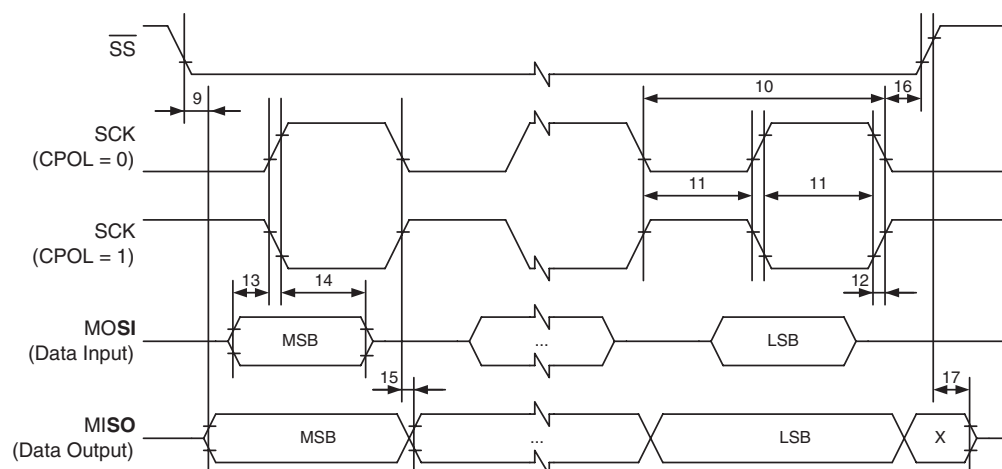 SS
10
16
9
SCK
(CPOL = 0)
11
11
SCK
(CPOL = 1)
13
14
12
MOSI
(Data Input)
MSB
...
LSB
15
17
MISO
(Data Output)
MSB
...
LSB
X